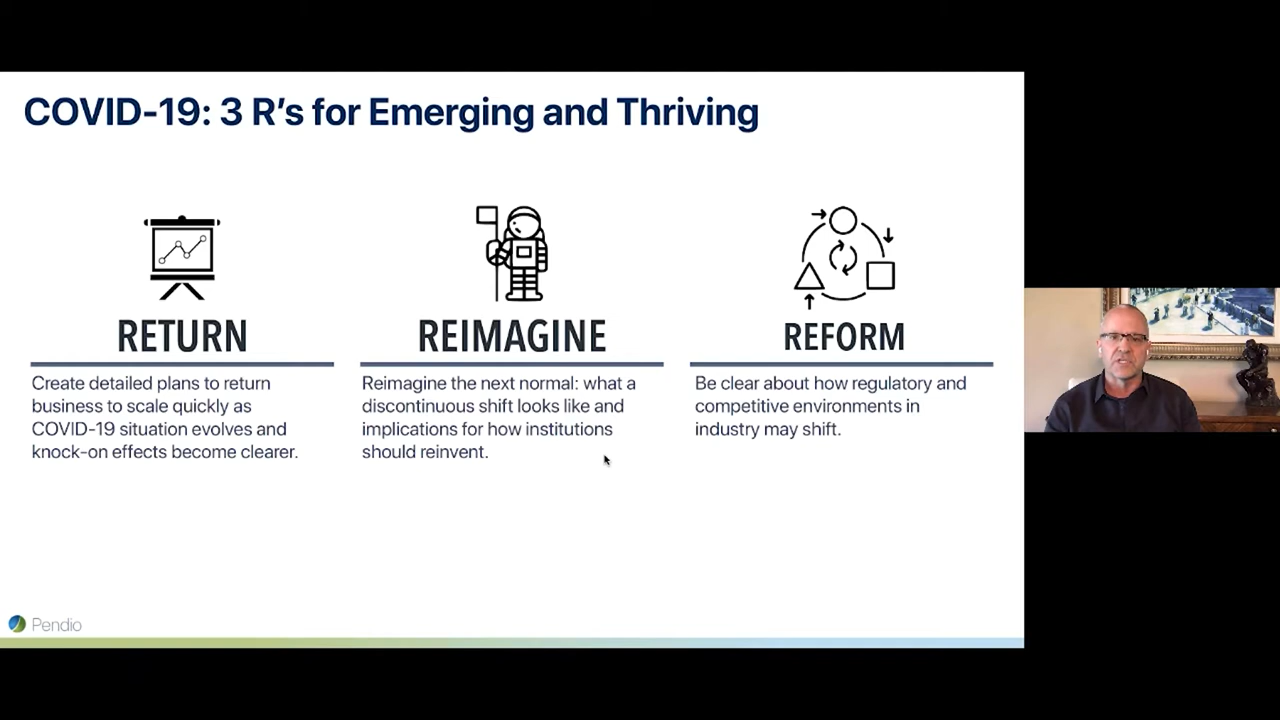 COVID-19: 3 R's for Emerging and Thriving
RETURN
Create detailed plans to return
business to scale quickly as
COVID-19 situation evolves and
knock-on effects become clearer.
REIMAGINE
Reimagine the next normal: what a
discontinuous shift looks like and
implications for how institutions
should reinvent.
REFORM
Be clear about how regulatory and
competitive environments in
industry may shift.
Pendio